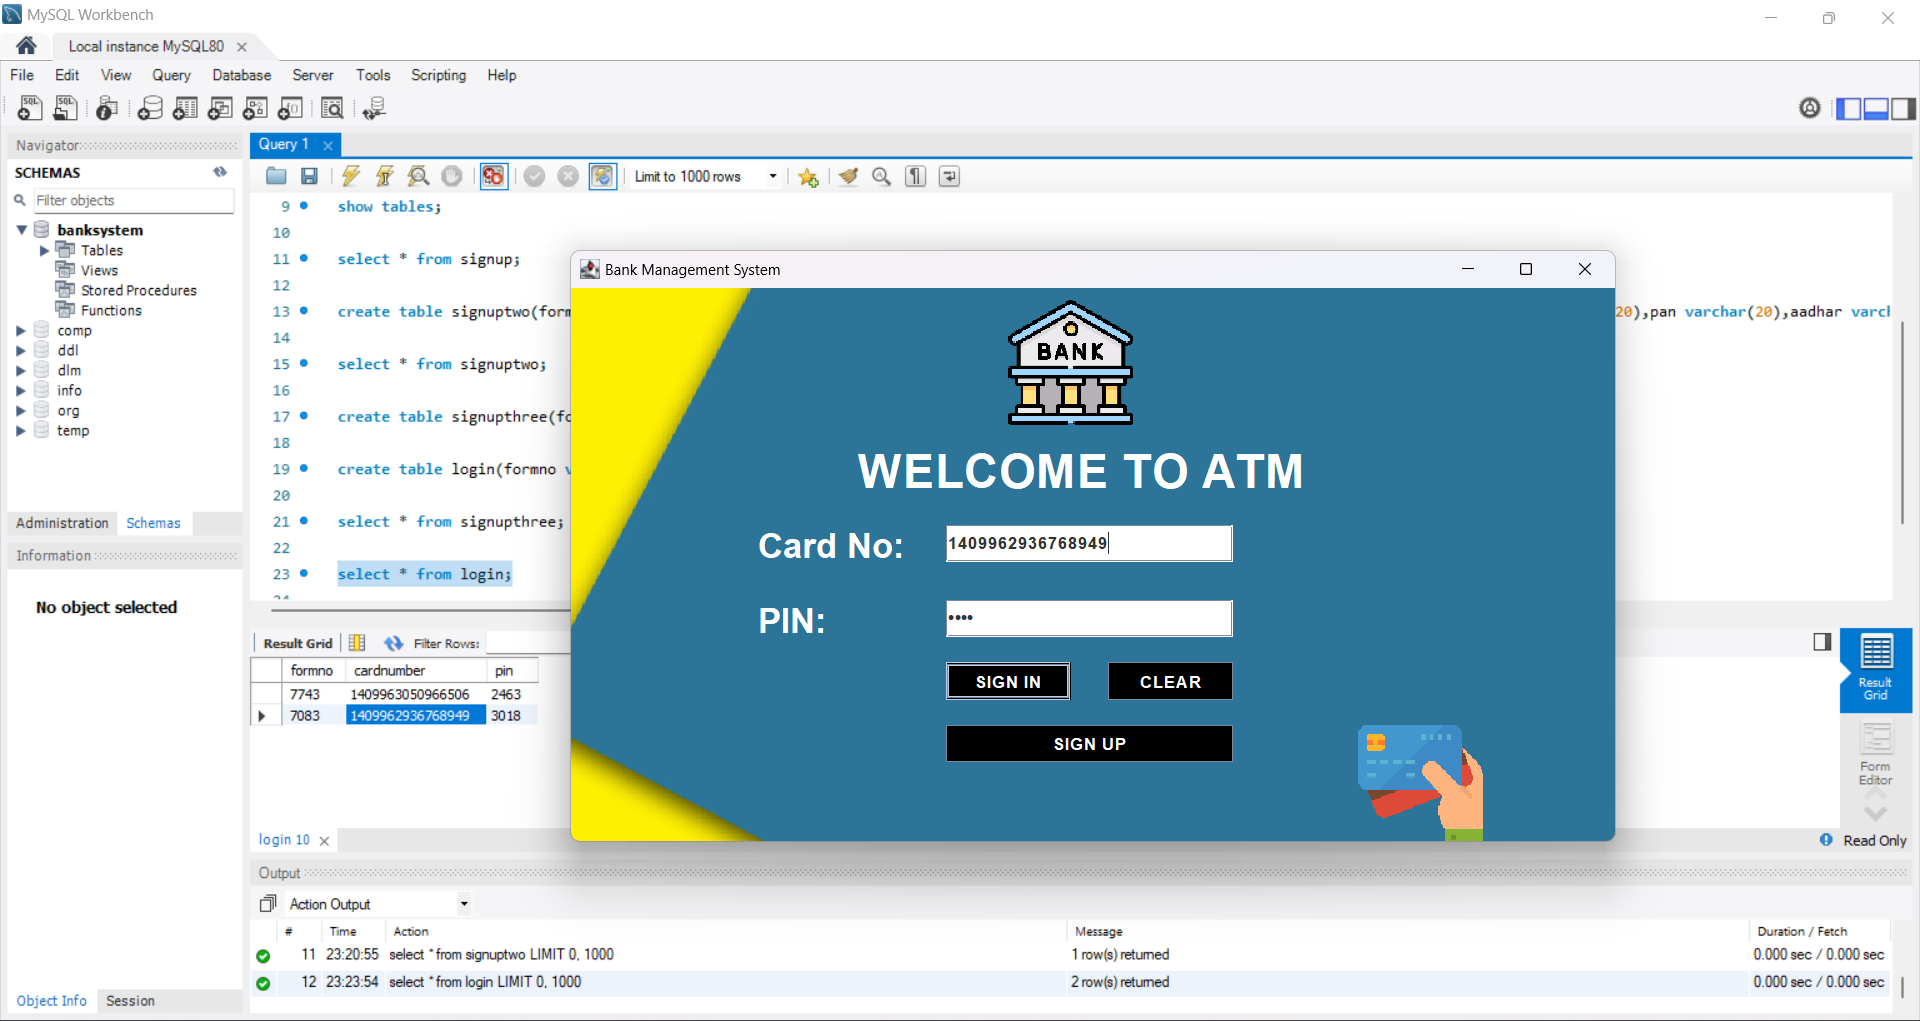 MySQL Workbench
Local instance MySQL80
File Edit View Query Database Server Tools Scripting Help
Navigator
SCHEMAS
Filter objects
banksystem
Tables
Views
Stored Procedures
Functions
comp
ddl
dlm
info
org
temp
Administration Schemas
Information
No object selected
Object Info Session
Query 1
Limit to 1000 rows
9 show tables;
10
11 select * from signup;
12
13 create table signuptwo(form 20),pan varchar(20),aadhar varcl
14
15 select * from signuptwo;
16
17 create table signupthree(fo
18
19 create table login(formno v
20
21 select * from signupthree;
22
23 select * from login;
24
Bank Management System
BANK
WELCOME TO ATM
Card No: 1409962936768949
PIN: ••••
SIGN IN CLEAR
SIGN UP
Result Grid Filter Rows:
formno cardnumber pin
7743 1409963050966506 2463
7083 1409962936768949 3018
Result Grid
Form Editor
login 10
Read Only
Output
Action Output
# Time Action Message Duration / Fetch
11 23:20:55 select * from signuptwo LIMIT 0, 1000 1 row(s) returned 0.000 sec / 0.000 sec
12 23:23:54 select * from login LIMIT 0, 1000 2 row(s) returned 0.000 sec / 0.000 sec